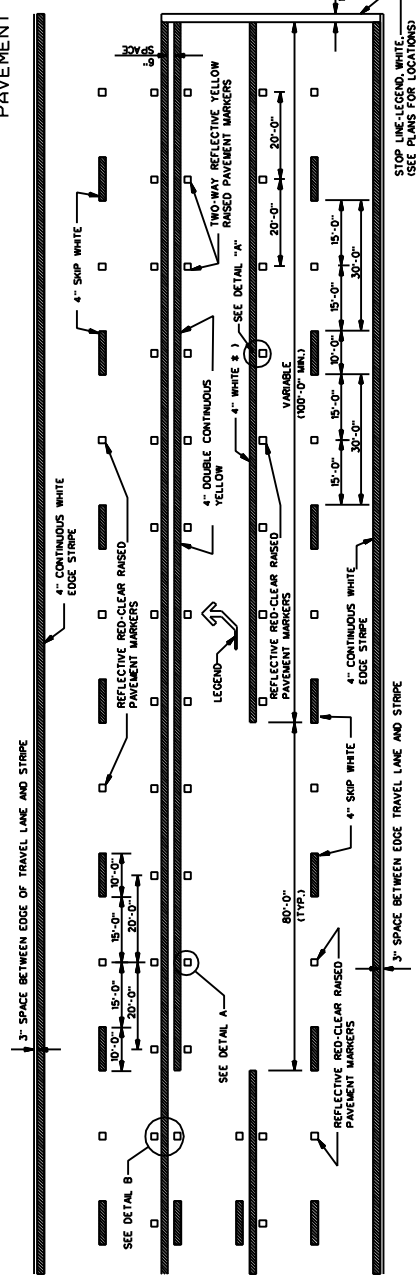 PAVEMENT
3" SPACE BETWEEN EDGE OF TRAVEL LANE AND STRIPE
4" CONTINUOUS WHITE
EDGE STRIPE
4" SKIP WHITE
REFLECTIVE RED-CLEAR RAISED
PAVEMENT MARKERS
10'-0"
15'-0"
15'-0"
10'-0"
20'-0"
20'-0"
6"
SPACE
SEE DETAIL B
SEE DETAIL A
LEGEND
4" DOUBLE CONTINUOUS
YELLOW
TWO-WAY REFLECTIVE YELLOW
RAISED PAVEMENT MARKERS
REFLECTIVE RED-CLEAR RAISED
PAVEMENT MARKERS
4" WHITE * )
SEE DETAIL "A"
20'-0"
20'-0"
80'-0"
(TYP.)
VARIABLE
(100'-0" MIN.)
REFLECTIVE RED-CLEAR RAISED
PAVEMENT MARKERS
4" SKIP WHITE
15'-0"
15'-0"
10'-0"
15'-0"
15'-0"
30'-0"
30'-0"
4" CONTINUOUS WHITE
EDGE STRIPE
3" SPACE BETWEEN EDGE TRAVEL LANE AND STRIPE
STOP LINE-LEGEND, WHITE.
(SEE PLANS FOR LOCATIONS)